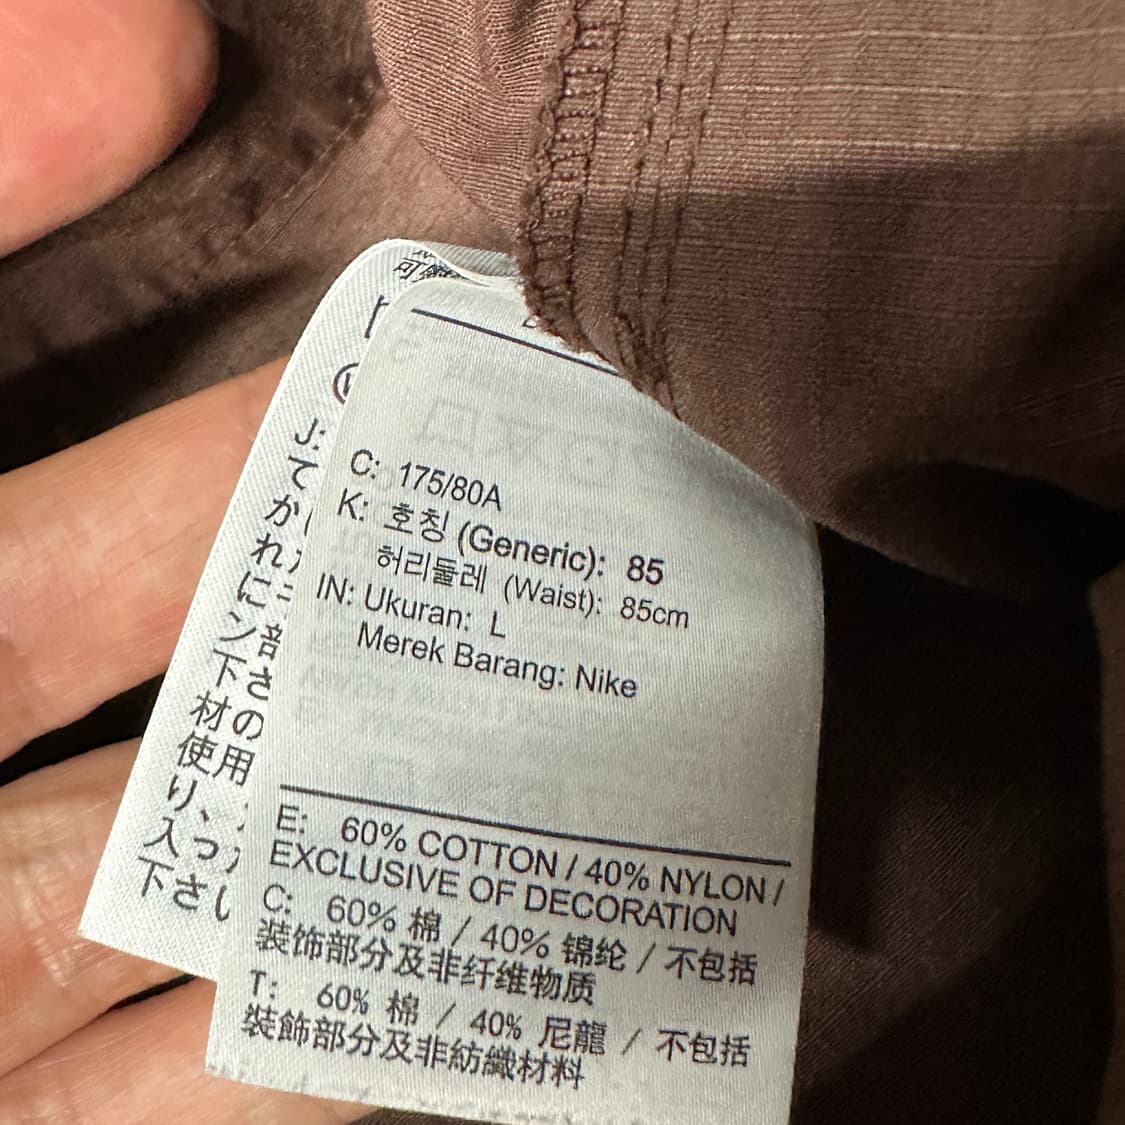 C: 175/80A
K: 호칭 (Generic): 85
허리둘레 (Waist): 85cm
IN: Ukuran: L
Merek Barang: Nike
E: 60% COTTON / 40% NYLON /
EXCLUSIVE OF DECORATION
C: 60% 棉 / 40% 锦纶 / 不包括
装饰部分及非纤维物质
T: 60% 棉 / 40% 尼龍 / 不包括
裝飾部分及非紡織材料
J:
て
か
れ
に
ン 部
下 さ
材 の
使 用
り、
入 っ
下さい